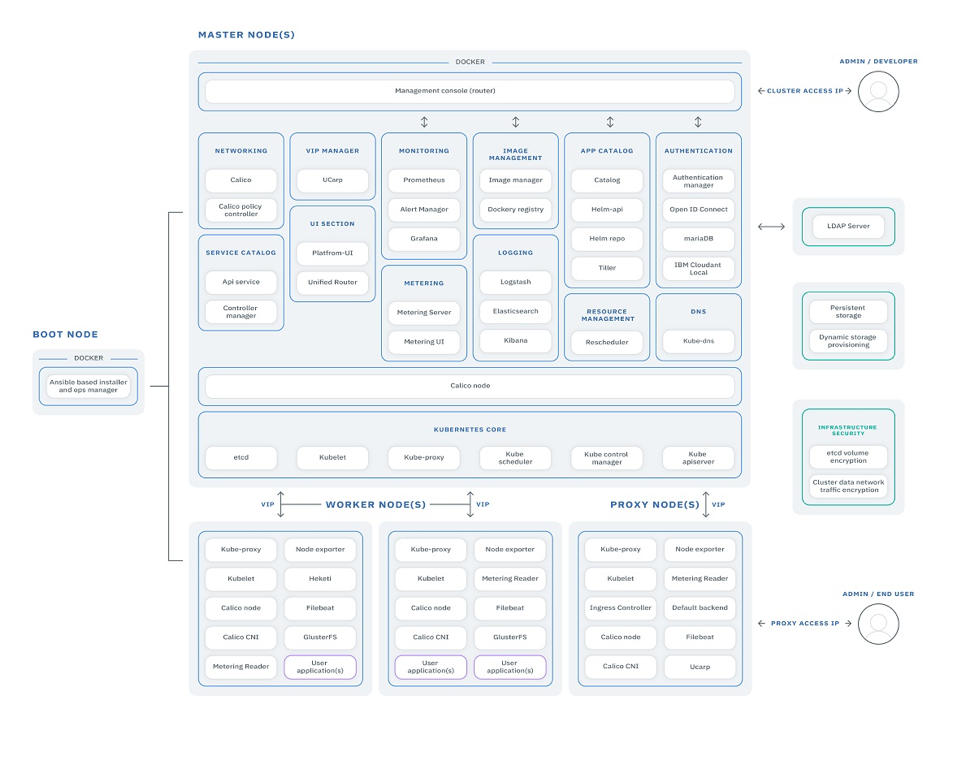 MASTER NODE(S)
DOCKER
Management console (router)
ADMIN / DEVELOPER
CLUSTER ACCESS IP
NETWORKING
Calico
Calico policy
controller
SERVICE CATALOG
Api service
Controller
manager
VIP MANAGER
UCarp
UI SECTION
Platfrom-UI
Unified Router
MONITORING
Prometheus
Alert Manager
Grafana
METERING
Metering Server
Metering UI
IMAGE
MANAGEMENT
Image manager
Dockery registry
LOGGING
Logstash
Elasticsearch
Kibana
APP CATALOG
Catalog
Helm-api
Helm repo
Tiller
RESOURCE
MANAGEMENT
Rescheduler
AUTHENTICATION
Authentication
manager
Open ID Connect
mariaDB
IBM Cloudant
Local
DNS
Kube-dns
LDAP Server
Persistent
storage
Dynamic storage
provisioning
INFRASTRUCTURE
SECURITY
etcd volume
encryption
Cluster data network
traffic encryption
BOOT NODE
DOCKER
Ansible based installer
and ops manager
Calico node
KUBERNETES CORE
etcd
Kubelet
Kube-proxy
Kube
scheduler
Kube control
manager
Kube
apiserver
VIP
WORKER NODE(S)
VIP
PROXY NODE(S)
VIP
Kube-proxy
Node exporter
Kubelet
Heketi
Calico node
Filebeat
Calico CNI
GlusterFS
Metering Reader
User
application(s)
Kube-proxy
Node exporter
Kubelet
Metering Reader
Calico node
Filebeat
Calico CNI
GlusterFS
User
application(s)
User
application(s)
Kube-proxy
Node exporter
Kubelet
Metering Reader
Ingress Controller
Default backend
Calico node
Filebeat
Calico CNI
Ucarp
ADMIN / END USER
PROXY ACCESS IP